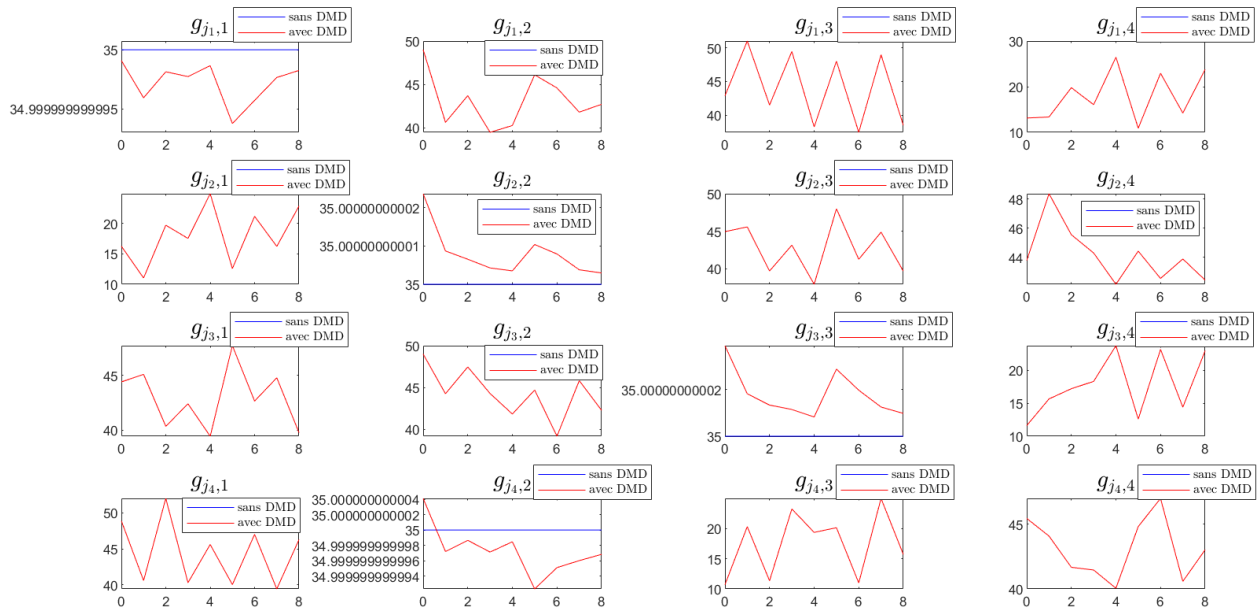 g_{j_1,1}
sans DMD
avec DMD
35
34.999999999995
0 2 4 6 8
g_{j_1,2}
sans DMD
avec DMD
50
45
40
0 2 4 6 8
g_{j_1,3}
sans DMD
avec DMD
50
45
40
0 2 4 6 8
g_{j_1,4}
sans DMD
avec DMD
30
20
10
0 2 4 6 8
g_{j_2,1}
sans DMD
avec DMD
20
15
10
0 2 4 6 8
g_{j_2,2}
sans DMD
avec DMD
35.00000000002
35.00000000001
35
0 2 4 6 8
g_{j_2,3}
sans DMD
avec DMD
50
45
40
0 2 4 6 8
g_{j_2,4}
sans DMD
avec DMD
48
46
44
0 2 4 6 8
g_{j_3,1}
sans DMD
avec DMD
45
40
0 2 4 6 8
g_{j_3,2}
sans DMD
avec DMD
50
45
40
0 2 4 6 8
g_{j_3,3}
sans DMD
avec DMD
35.00000000002
35
0 2 4 6 8
g_{j_3,4}
sans DMD
avec DMD
20
15
10
0 2 4 6 8
g_{j_4,1}
sans DMD
avec DMD
50
45
40
0 2 4 6 8
g_{j_4,2}
sans DMD
avec DMD
35.000000000004
35.000000000002
35
34.999999999998
34.999999999996
34.999999999994
0 2 4 6 8
g_{j_4,3}
sans DMD
avec DMD
20
15
10
0 2 4 6 8
g_{j_4,4}
sans DMD
avec DMD
45
40
0 2 4 6 8